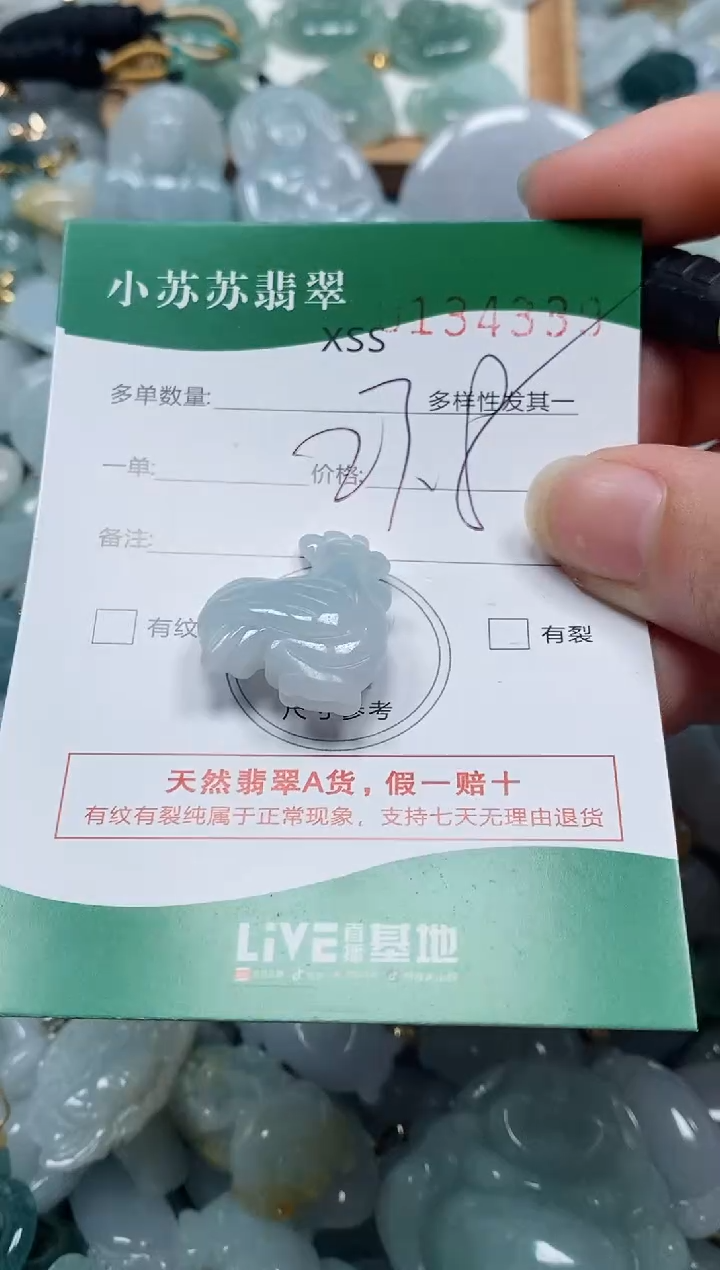 小苏苏翡翠
134339
XSS
多单数量:
多样性发其一
一单:
价格:
27.8
备注:
有纹
有裂
尺寸参考
天然翡翠A货，假一赔十
有纹有裂纯属于正常现象，支持七天无理由退货
LiVE直播基地